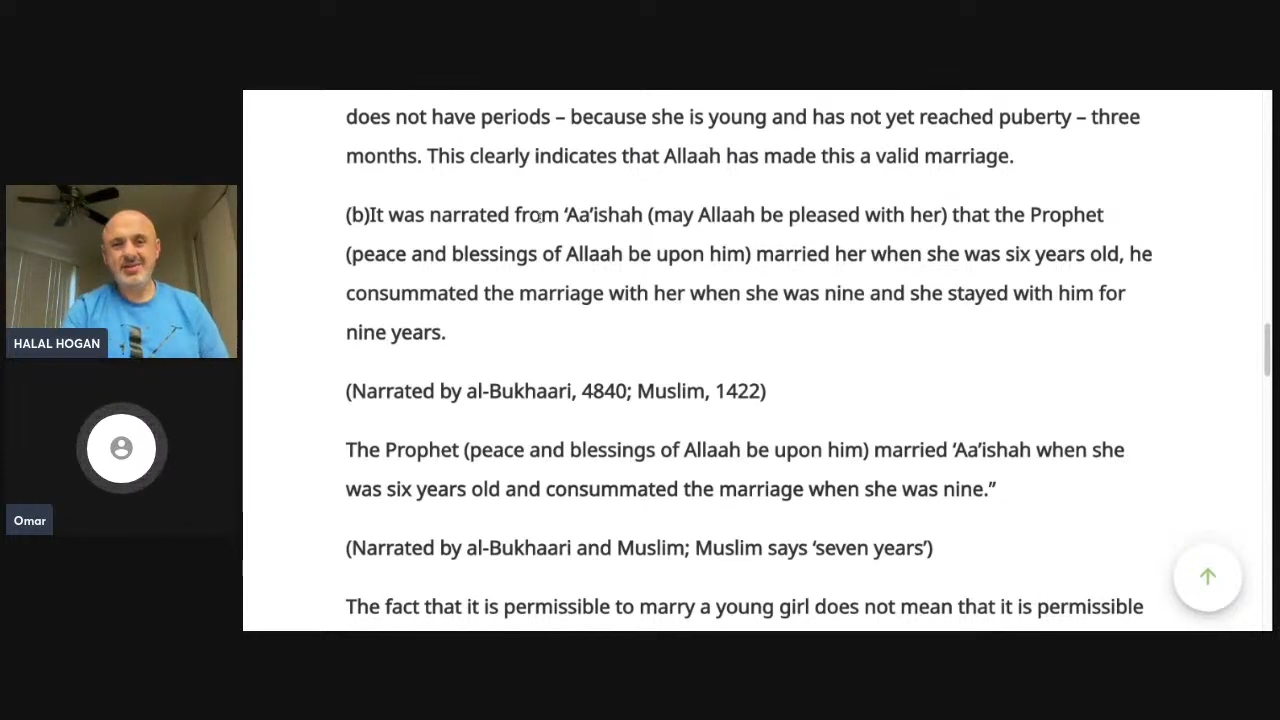 does not have periods – because she is young and has not yet reached puberty – three
months. This clearly indicates that Allaah has made this a valid marriage.
(b)It was narrated from ‘Aa’ishah (may Allaah be pleased with her) that the Prophet
(peace and blessings of Allaah be upon him) married her when she was six years old, he
consummated the marriage with her when she was nine and she stayed with him for
nine years.
(Narrated by al-Bukhaari, 4840; Muslim, 1422)
The Prophet (peace and blessings of Allaah be upon him) married ‘Aa’ishah when she
was six years old and consummated the marriage when she was nine.”
(Narrated by al-Bukhaari and Muslim; Muslim says ‘seven years’)
The fact that it is permissible to marry a young girl does not mean that it is permissible
HALAL HOGAN
Omar